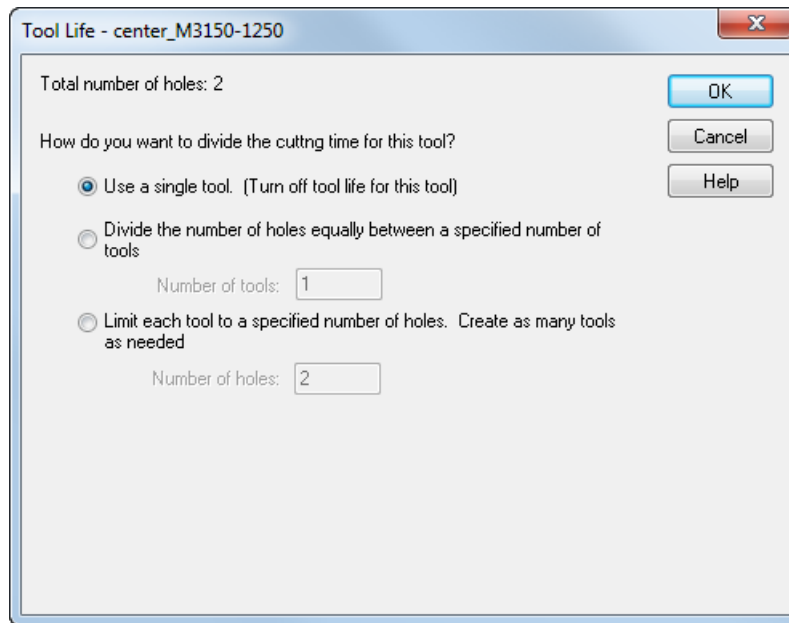 Tool Life - center_M3150-1250
Total number of holes: 2
OK
How do you want to divide the cuttng time for this tool?
Cancel
Use a single tool.  (Turn off tool life for this tool)
Help
Divide the number of holes equally between a specified number of
tools
Number of tools: 1
Limit each tool to a specified number of holes.  Create as many tools
as needed
Number of holes: 2